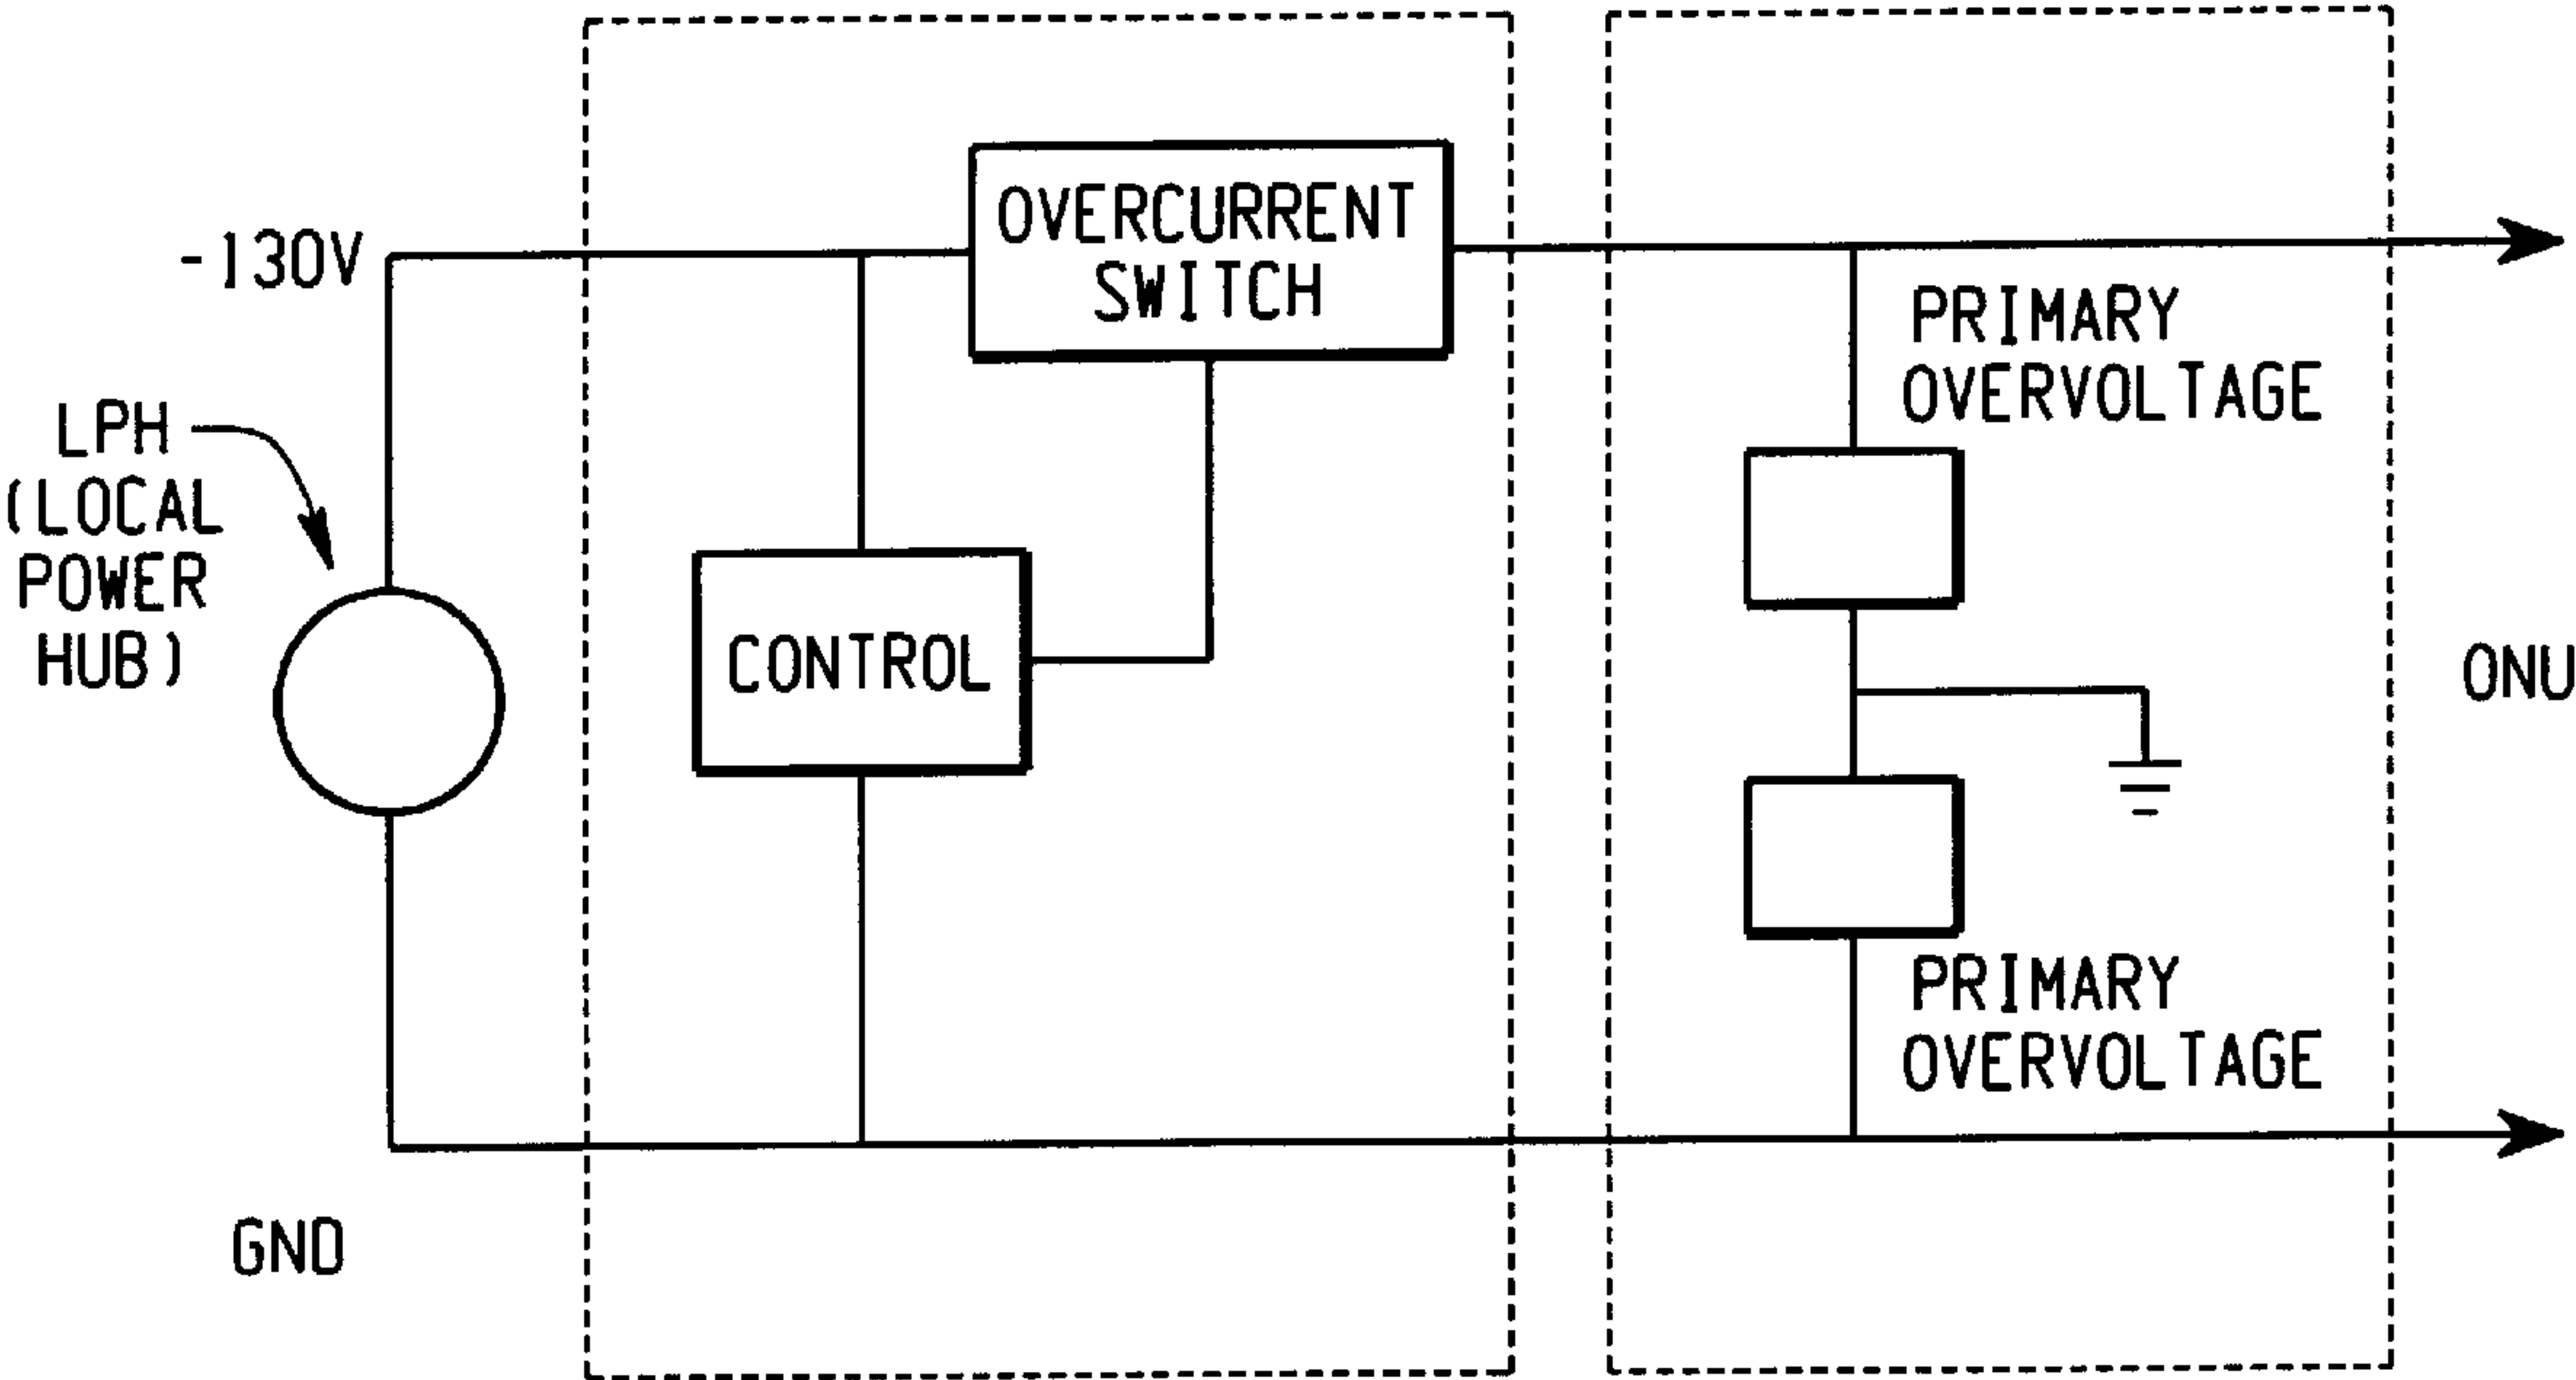 OVERCURRENT
SWITCH
-130V
PRIMARY
OVERVOLTAGE
LPH
(LOCAL
POWER
HUB)
CONTROL
ONU
PRIMARY
OVERVOLTAGE
GND